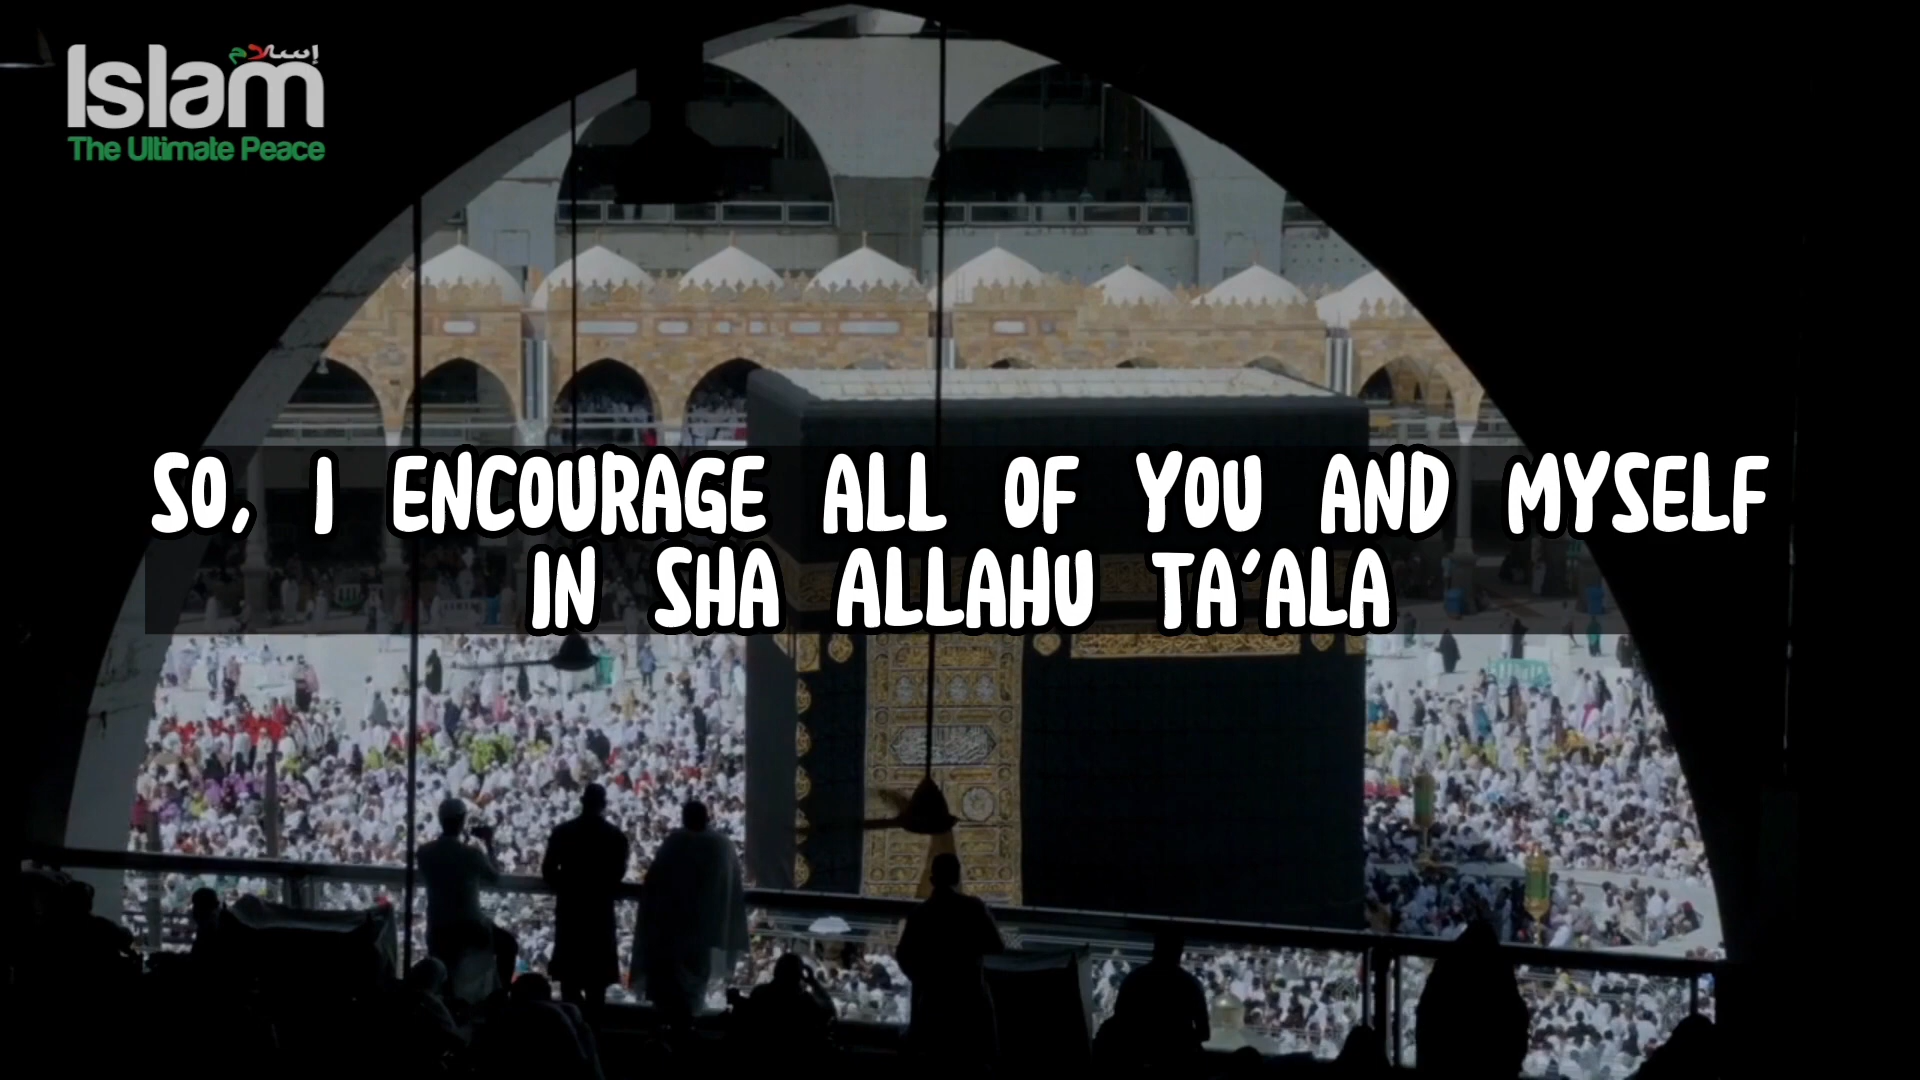 إسلام
Islam
The Ultimate Peace
SO, I ENCOURAGE ALL OF YOU AND MYSELF
IN SHA ALLAHU TA'ALA